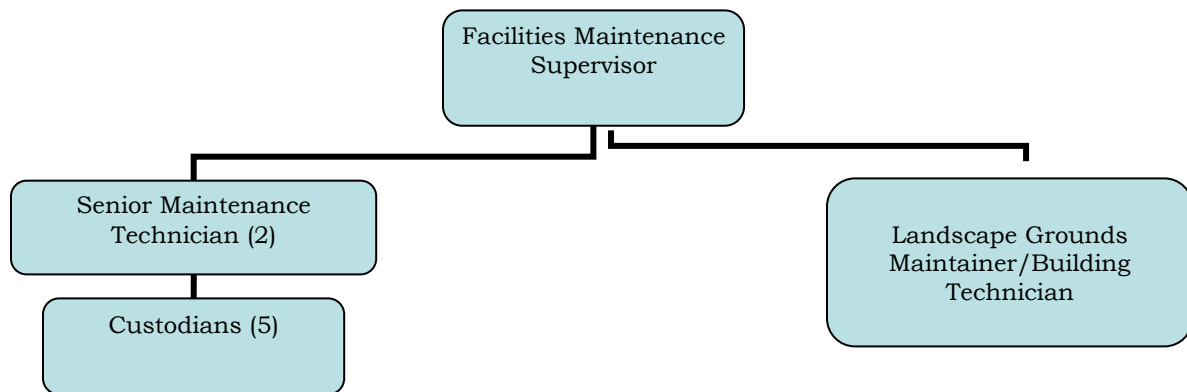 Facilities Maintenance
Supervisor
Senior Maintenance
Technician (2)
Custodians (5)
Landscape Grounds
Maintainer/Building
Technician